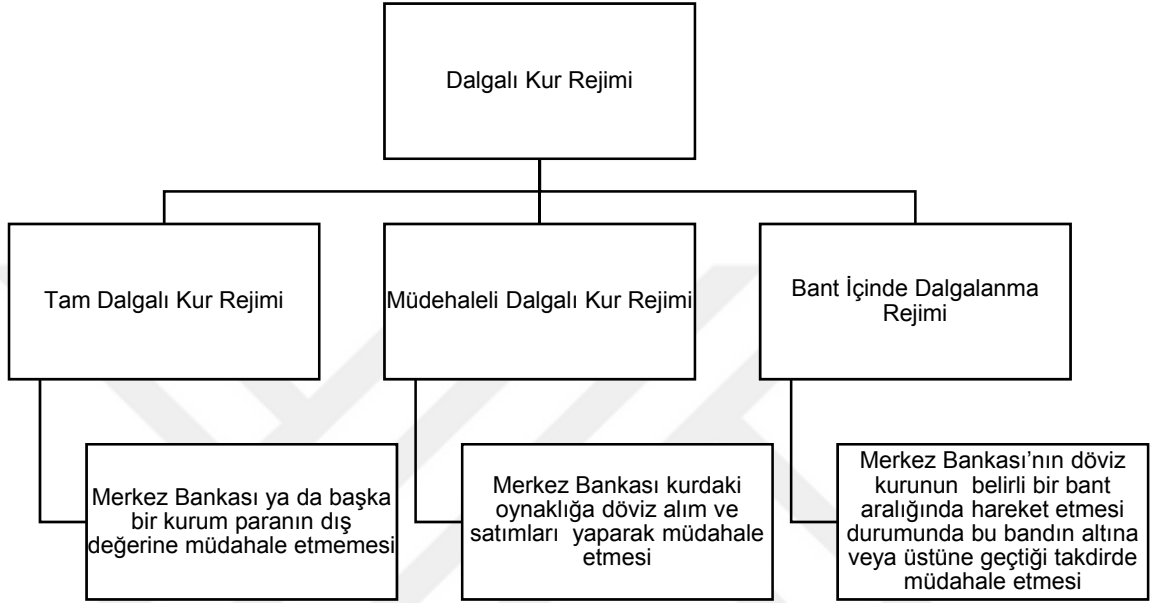 Dalgalı Kur Rejimi
Tam Dalgalı Kur Rejimi
Müdehaleli Dalgalı Kur Rejimi
Bant İçinde Dalgalanma
Rejimi
Merkez Bankası ya da başka
bir kurum paranın dış
değerine müdahale etmemesi
Merkez Bankası kurdaki
oynaklığa döviz alım ve
satımları yaparak müdahale
etmesi
Merkez Bankası’nın döviz
kurunun belirli bir bant
aralığında hareket etmesi
durumunda bu bandın altına
veya üstüne geçtiği takdirde
müdahale etmesi